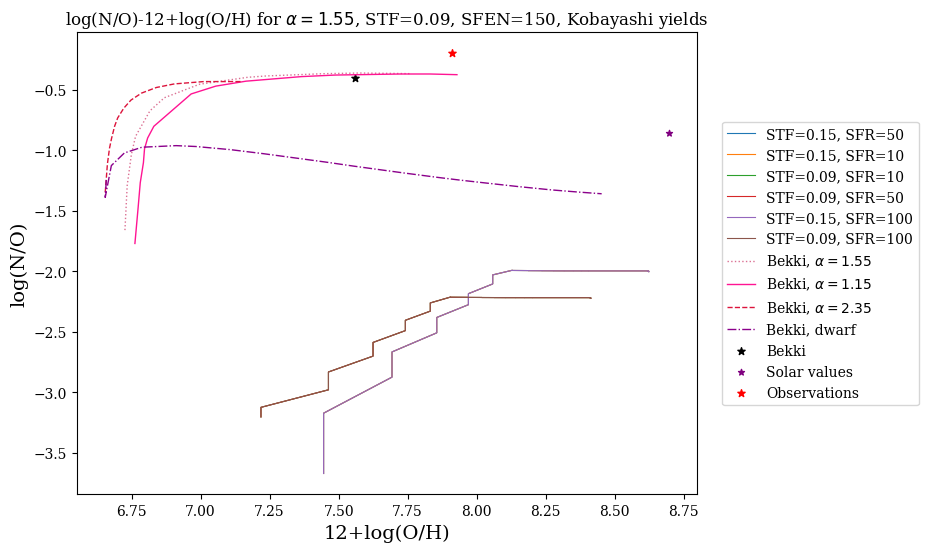 log(N/O)-12+log(O/H) for α = 1.55, STF=0.09, SFEN=150, Kobayashi yields
log(N/O)
−0.5
−1.0
−1.5
−2.0
−2.5
−3.0
−3.5
6.75 7.00 7.25 7.50 7.75 8.00 8.25 8.50 8.75
12+log(O/H)
STF=0.15, SFR=50
STF=0.15, SFR=10
STF=0.09, SFR=10
STF=0.09, SFR=50
STF=0.15, SFR=100
STF=0.09, SFR=100
Bekki, α = 1.55
Bekki, α = 1.15
Bekki, α = 2.35
Bekki, dwarf
Bekki
Solar values
Observations